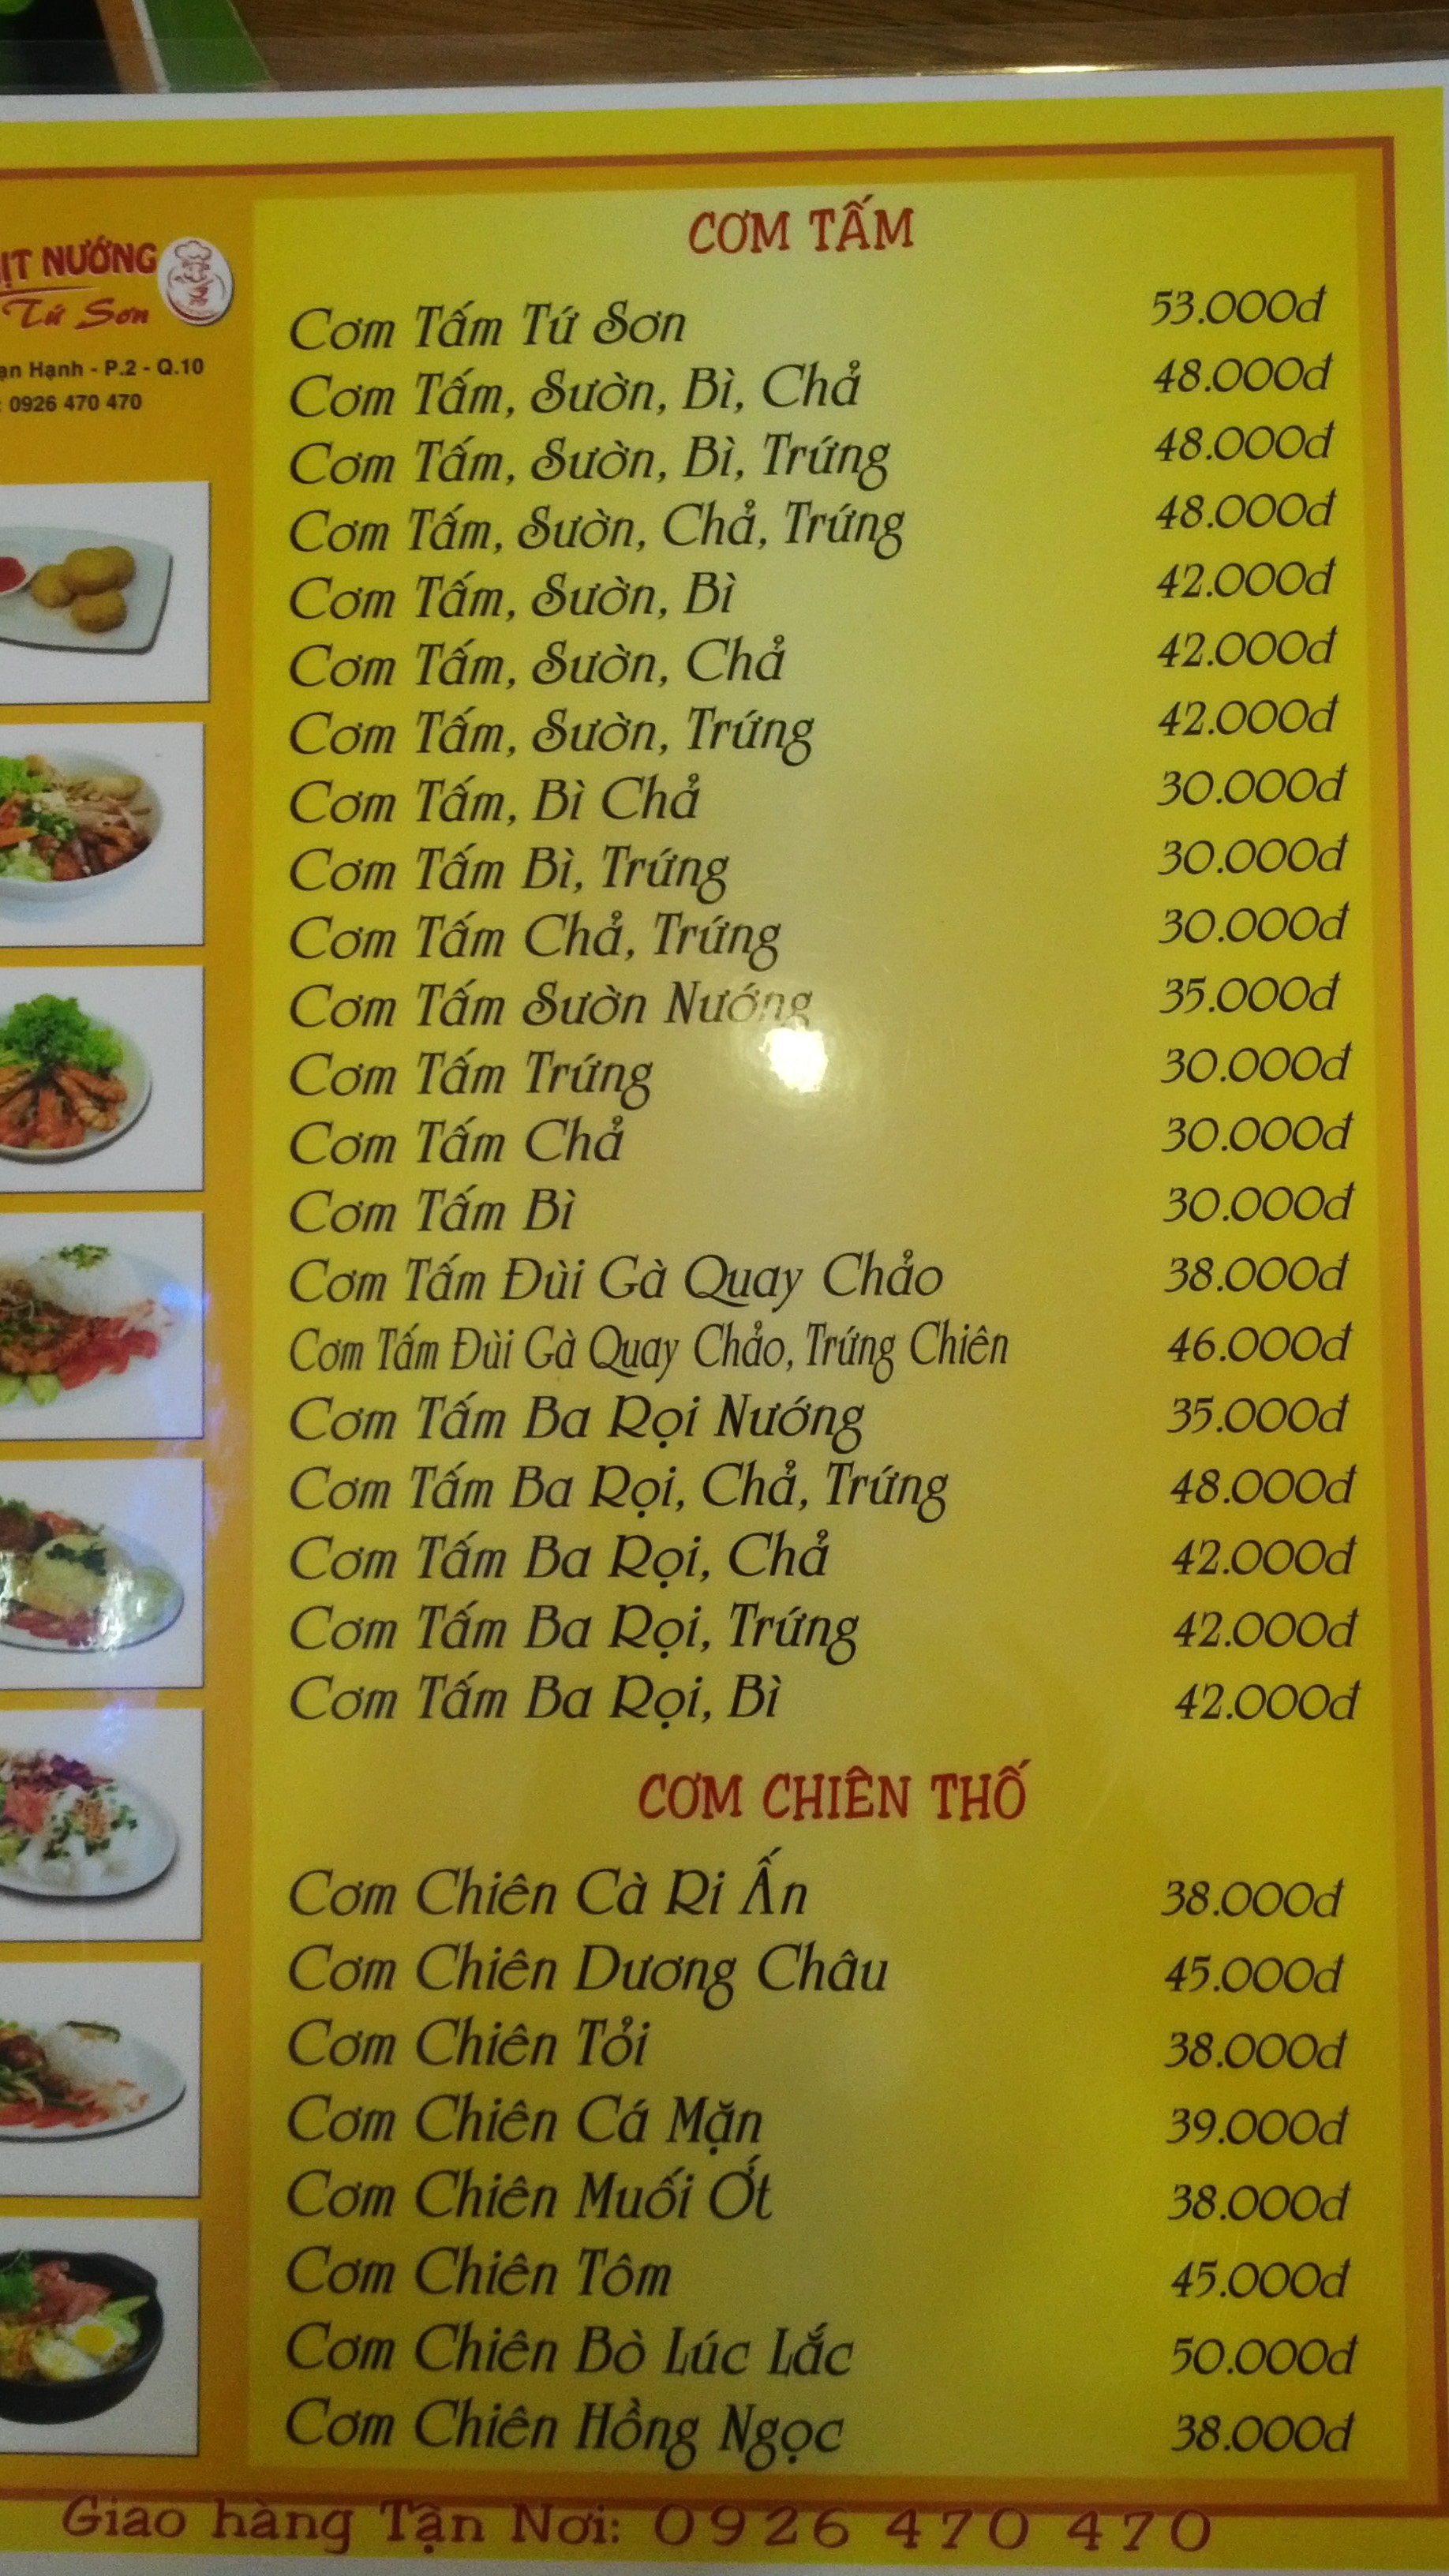 NƯỚNG
Tứ Sơn
Hạnh - P.2 - Q.10
: 0926 470 470
CƠM TẤM
Cơm Tấm Tứ Sơn 53.000đ
Cơm Tấm, Sườn, Bì, Chả 48.000đ
Cơm Tấm, Sườn, Bì, Trứng 48.000đ
Cơm Tấm, Sườn, Chả, Trứng 48.000đ
Cơm Tấm, Sườn, Bì 42.000đ
Cơm Tấm, Sườn, Chả 42.000đ
Cơm Tấm, Sườn, Trứng 42.000đ
Cơm Tấm, Bì Chả 30.000đ
Cơm Tấm Bì, Trứng 30.000đ
Cơm Tấm Chả, Trứng 30.000đ
Cơm Tấm Sườn Nướng 35.000đ
Cơm Tấm Trứng 30.000đ
Cơm Tấm Chả 30.000đ
Cơm Tấm Bì 30.000đ
Cơm Tấm Đùi Gà Quay Chảo 38.000đ
Cơm Tấm Đùi Gà Quay Chảo, Trứng Chiên 46.000đ
Cơm Tấm Ba Rọi Nướng 35.000đ
Cơm Tấm Ba Rọi, Chả, Trứng 48.000đ
Cơm Tấm Ba Rọi, Chả 42.000đ
Cơm Tấm Ba Rọi, Trứng 42.000đ
Cơm Tấm Ba Rọi, Bì 42.000đ
CƠM CHIÊN THỐ
Cơm Chiên Cà Ri Ấn 38.000đ
Cơm Chiên Dương Châu 45.000đ
Cơm Chiên Tỏi 38.000đ
Cơm Chiên Cá Mặn 39.000đ
Cơm Chiên Muối Ớt 38.000đ
Cơm Chiên Tôm 45.000đ
Cơm Chiên Bò Lúc Lắc 50.000đ
Cơm Chiên Hồng Ngọc 38.000đ
Giao hàng Tận Nơi: 0926 470 470